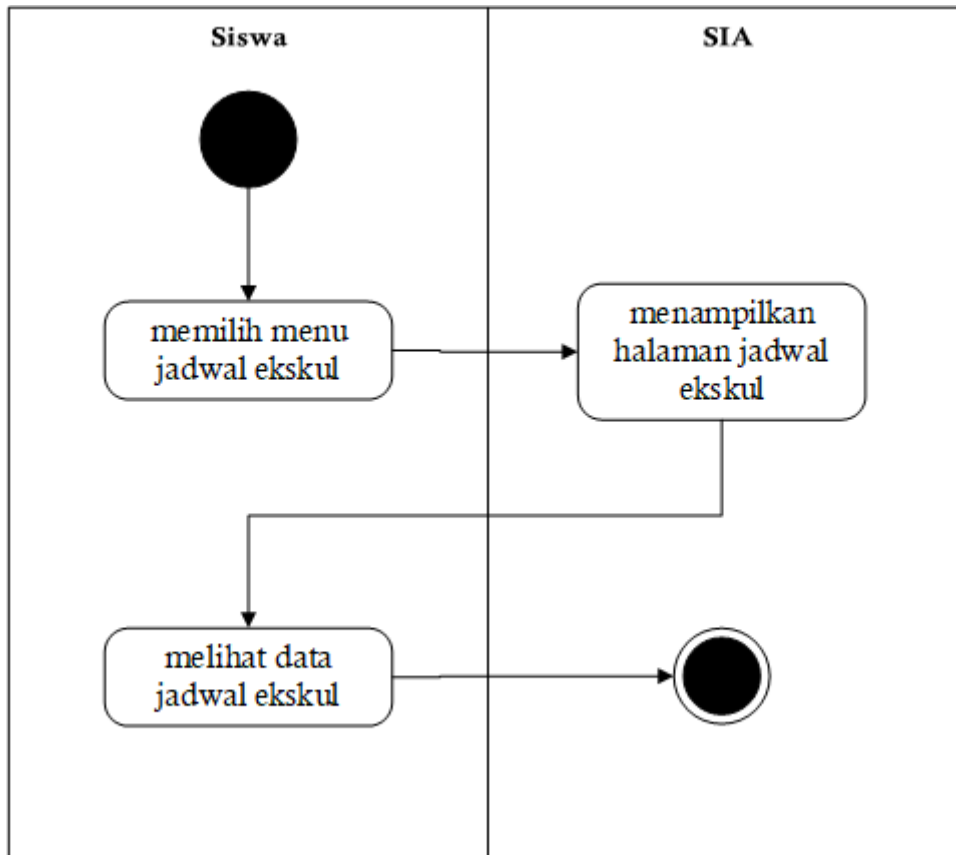 Siswa
SIA
memilih menu
jadwal ekskul
menampilkan
halaman jadwal
ekskul
melihat data
jadwal ekskul